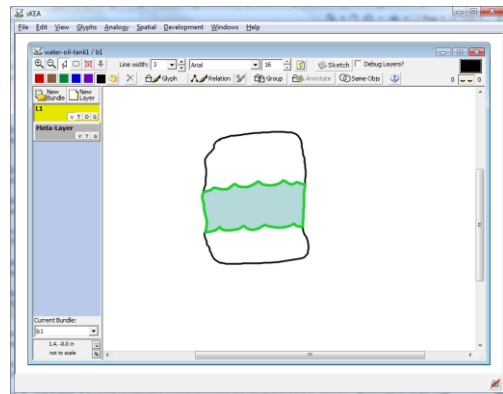 sKEA
File Edit View Glyphs Analogy Spatial Development Windows Help
water-oil-tank1 / b1
Line width: 3 Arial 16 Sketch Debug Layers?
Glyph Relation Group Annotate Same Obj 0 0
New Bundle New Layer
L1
V T D G
Meta-Layer
V T G
Current Bundle:
b1
not to scale